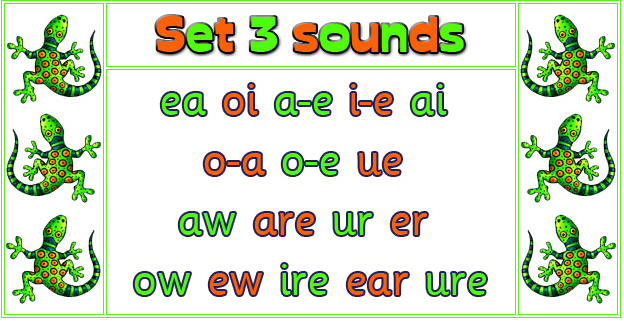 Set 3 sounds
ea oi a-e i-e ai
o-a o-e ue
aw are ur er
ow ew ire ear ure